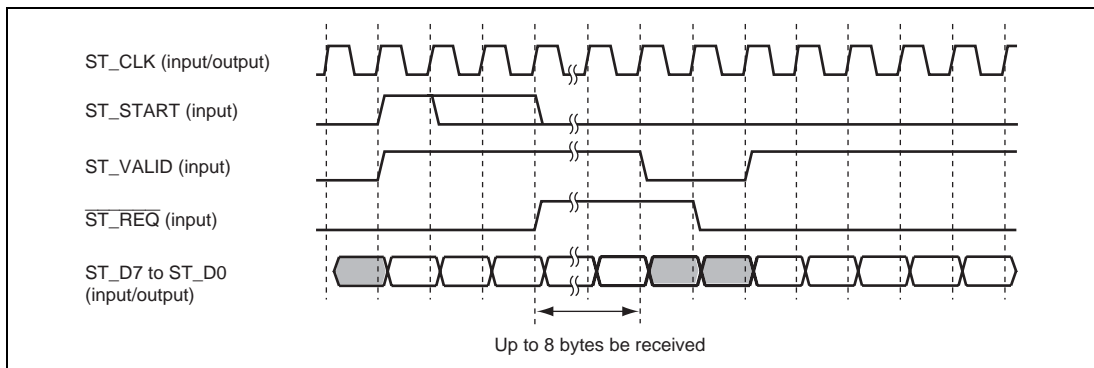 ST_CLK (input/output)
ST_START (input)
ST_VALID (input)
ST_REQ (input)
ST_D7 to ST_D0
(input/output)
Up to 8 bytes be received